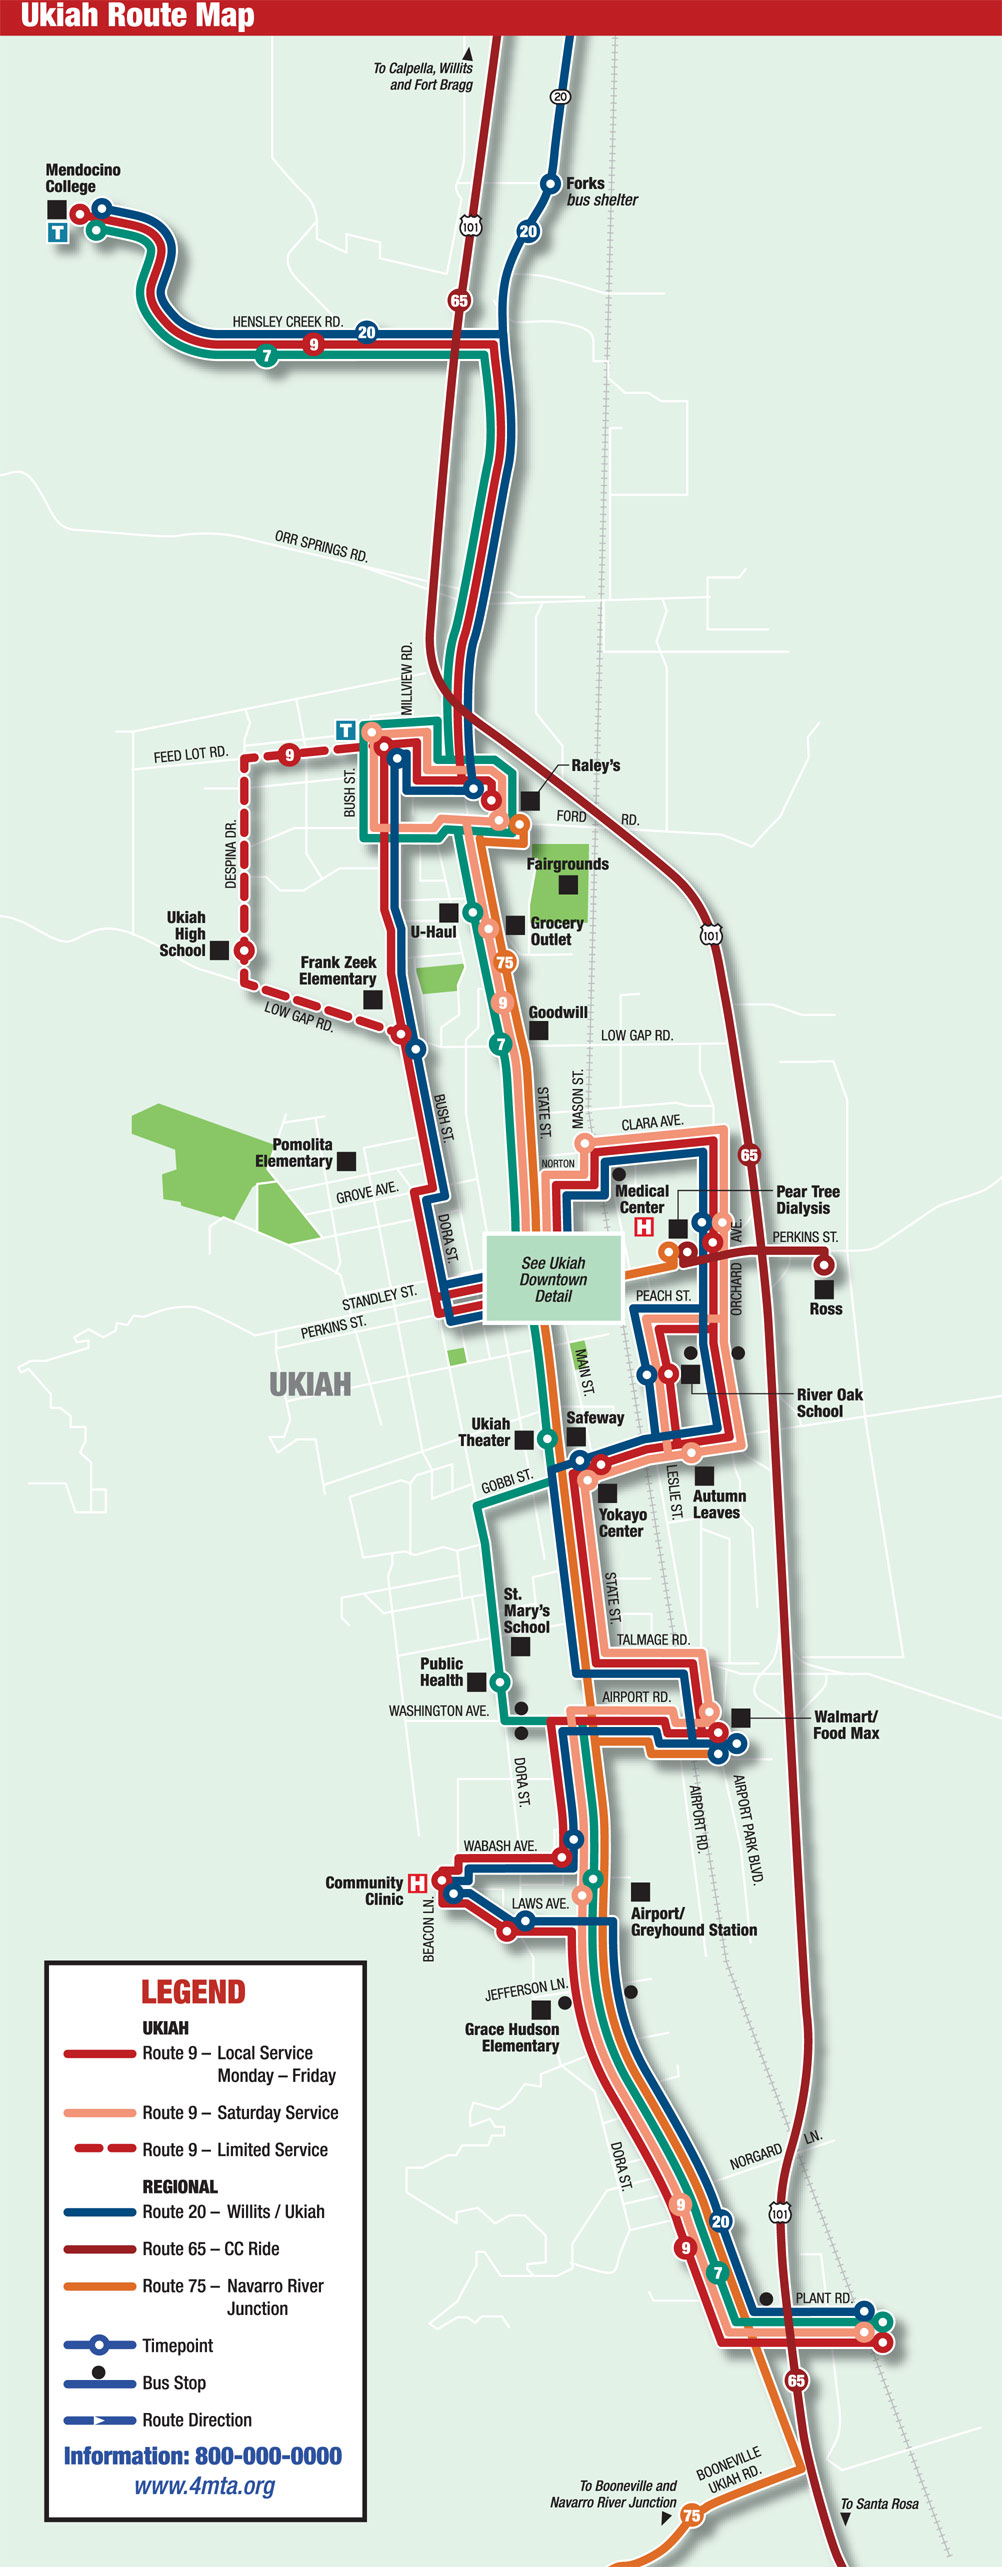 Ukiah Route Map
To Calpella, Willits
and Fort Bragg
20
Mendocino
College
T
Forks
bus shelter
101
20
65
HENSLEY CREEK RD.
20
9
7
ORR SPRINGS RD.
MILLVIEW RD.
T
FEED LOT RD.
9
BUSH ST.
Raley's
FORD RD.
DESPINA DR.
Fairgrounds
Ukiah
High
School
U-Haul
Grocery
Outlet
101
Frank Zeek
Elementary
75
9
LOW GAP RD.
Goodwill
7
LOW GAP RD.
BUSH ST.
STATE ST.
MASON ST.
CLARA AVE.
Pomolita
Elementary
NORTON
65
GROVE AVE.
Medical
Center
H
Pear Tree
Dialysis
DORA ST.
AVE.
ORCHARD
PERKINS ST.
See Ukiah
Downtown
Detail
STANDLEY ST.
PEACH ST.
Ross
PERKINS ST.
UKIAH
MAIN ST.
River Oak
School
Ukiah
Theater
Safeway
GOBBI ST.
LESLIE ST.
Autumn
Leaves
Yokayo
Center
St.
Mary's
School
STATE ST.
TALMAGE RD.
Public
Health
WASHINGTON AVE.
AIRPORT RD.
Walmart/
Food Max
DORA ST.
AIRPORT RD.
AIRPORT PARK BLVD.
WABASH AVE.
Community
Clinic
H
BEACON LN.
LAWS AVE.
Airport/
Greyhound Station
JEFFERSON LN.
Grace Hudson
Elementary
DORA ST.
NORGARD LN.
9
20
101
9
7
PLANT RD.
65
BOONEVILLE
UKIAH RD.
To Booneville and
Navarro River Junction
75
To Santa Rosa
LEGEND
UKIAH
Route 9 – Local Service
Monday – Friday
Route 9 – Saturday Service
Route 9 – Limited Service
REGIONAL
Route 20 – Willits / Ukiah
Route 65 – CC Ride
Route 75 – Navarro River
Junction
Timepoint
Bus Stop
Route Direction
Information: 800-000-0000
www.4mta.org